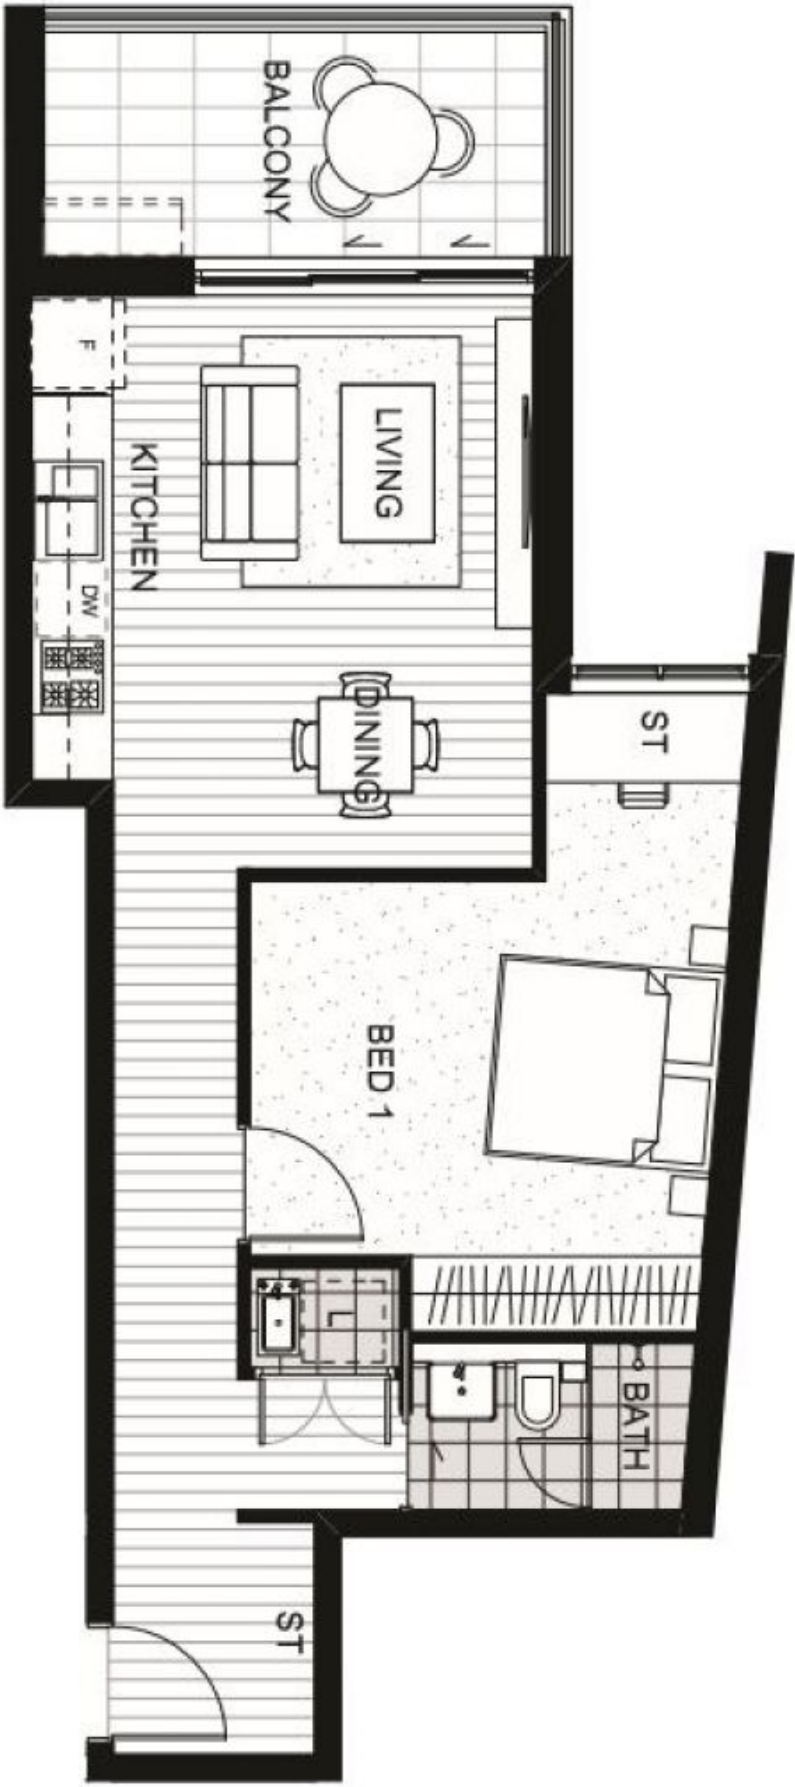 BALCONY
F
LIVING
KITCHEN
DW
DINING
ST
BED 1
L
BATH
ST